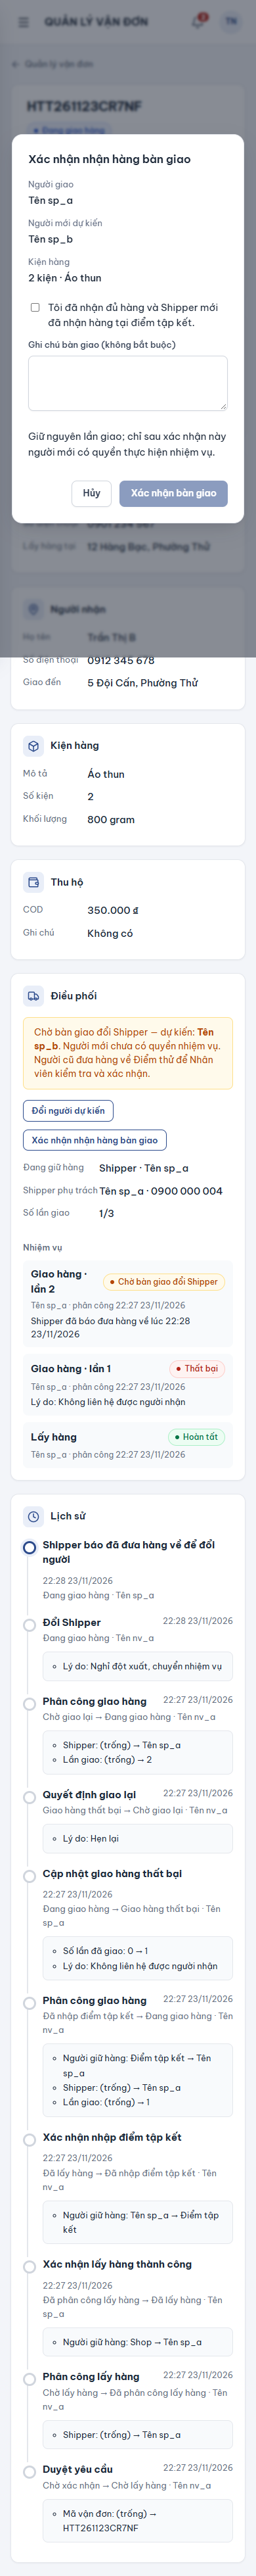 QUẢN LÝ VẬN ĐƠN
2
TN
Quản lý vận đơn
HTT261123CR7NF
Đang giao hàng
Xác nhận nhận hàng bàn giao
Người giao
Tên sp_a
Người mới dự kiến
Tên sp_b
Kiện hàng
2 kiện · Áo thun
Tôi đã nhận đủ hàng và Shipper mới
đã nhận hàng tại điểm tập kết.
Ghi chú bàn giao (không bắt buộc)
Giữ nguyên lần giao; chỉ sau xác nhận này
người mới có quyền thực hiện nhiệm vụ.
Hủy
Xác nhận bàn giao
Lấy hàng tại
12 Hàng Bạc, Phường Thử
Người nhận
Họ tên
Trần Thị B
Số điện thoại
0912 345 678
Giao đến
5 Đội Cấn, Phường Thử
Kiện hàng
Mô tả
Áo thun
Số kiện
2
Khối lượng
800 gram
Thu hộ
COD
350.000 đ
Ghi chú
Không có
Điều phối
Chờ bàn giao đổi Shipper — dự kiến: Tên
sp_b. Người mới chưa có quyền nhiệm vụ.
Người cũ đưa hàng về Điểm thử để Nhân
viên kiểm tra và xác nhận.
Đổi người dự kiến
Xác nhận nhận hàng bàn giao
Đang giữ hàng
Shipper · Tên sp_a
Shipper phụ trách
Tên sp_a · 0900 000 004
Số lần giao
1/3
Nhiệm vụ
Giao hàng ·
lần 2
Chờ bàn giao đổi Shipper
Tên sp_a · phân công 22:27 23/11/2026
Shipper đã báo đưa hàng về lúc 22:28
23/11/2026
Giao hàng · lần 1
Thất bại
Tên sp_a · phân công 22:27 23/11/2026
Lý do: Không liên hệ được người nhận
Lấy hàng
Hoàn tất
Tên sp_a · phân công 22:27 23/11/2026
Lịch sử
Shipper báo đã đưa hàng về để đổi
người
22:28 23/11/2026
Đang giao hàng · Tên sp_a
Đổi Shipper
22:28 23/11/2026
Đang giao hàng · Tên nv_a
Lý do: Nghỉ đột xuất, chuyển nhiệm vụ
Phân công giao hàng
22:27 23/11/2026
Chờ giao lại → Đang giao hàng · Tên nv_a
Shipper: (trống) → Tên sp_a
Lần giao: (trống) → 2
Quyết định giao lại
22:27 23/11/2026
Giao hàng thất bại → Chờ giao lại · Tên nv_a
Lý do: Hẹn lại
Cập nhật giao hàng thất bại
22:27 23/11/2026
Đang giao hàng → Giao hàng thất bại · Tên
sp_a
Số lần đã giao: 0 → 1
Lý do: Không liên hệ được người nhận
Phân công giao hàng
22:27 23/11/2026
Đã nhập điểm tập kết → Đang giao hàng · Tên
nv_a
Người giữ hàng: Điểm tập kết → Tên
sp_a
Shipper: (trống) → Tên sp_a
Lần giao: (trống) → 1
Xác nhận nhập điểm tập kết
22:27 23/11/2026
Đã lấy hàng → Đã nhập điểm tập kết · Tên
nv_a
Người giữ hàng: Tên sp_a → Điểm tập
kết
Xác nhận lấy hàng thành công
22:27 23/11/2026
Đã phân công lấy hàng → Đã lấy hàng · Tên
sp_a
Người giữ hàng: Shop → Tên sp_a
Phân công lấy hàng
22:27 23/11/2026
Chờ lấy hàng → Đã phân công lấy hàng · Tên
nv_a
Shipper: (trống) → Tên sp_a
Duyệt yêu cầu
22:27 23/11/2026
Chờ xác nhận → Chờ lấy hàng · Tên nv_a
Mã vận đơn: (trống) →
HTT261123CR7NF